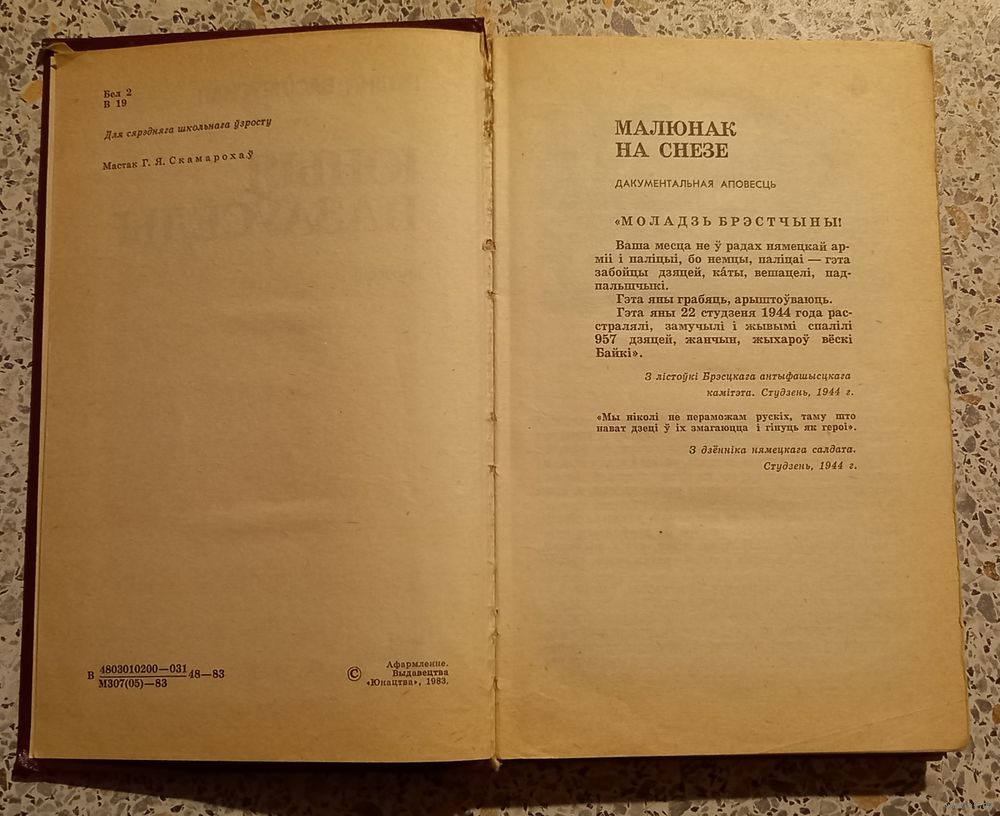 Бел 2
В 19
Для сярэдняга школьнага ўзросту
Мастак Г. Я. Скамарохаў
В 4803010200—031 48—83
М307(05)—83
© Афармленне.
Выдавецтва
«Юнацтва», 1983.
МАЛЮНАК
НА СНЕЗЕ
ДАКУМЕНТАЛЬНАЯ АПОВЕСЦЬ
«МОЛАДЗЬ БРЭСТЧЫНЫ!
Ваша месца не ў радах нямецкай ар-
міі і паліцыі, бо немцы, паліцаі — гэта
забойцы дзяцей, ка́ты, вешацелі, пад-
пальшчыкі.
Гэта яны грабяць, арыштоўваюць.
Гэта яны 22 студзеня 1944 года рас-
стралялі, замучылі і жывымі спалілі
957 дзяцей, жанчын, жыхароў вёскі
Байкі».
З лістоўкі Брэсцкага антыфашысцкага
камітэта. Студзень, 1944 г.
«Мы ніколі не пераможам рускіх, таму што
нават дзеці ў іх змагаюцца і гінуць як героі».
З дзённіка нямецкага салдата.
Студзень, 1944 г.